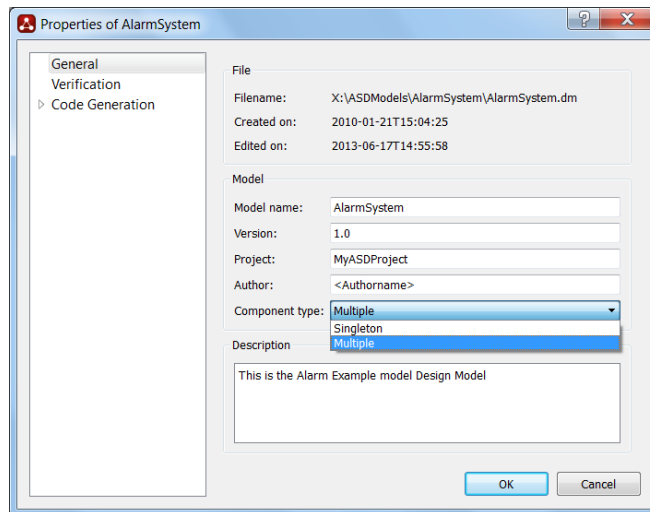 Properties of AlarmSystem
General
Verification
Code Generation
File
Filename: X:\ASDModels\AlarmSystem\AlarmSystem.dm
Created on: 2010-01-21T15:04:25
Edited on: 2013-06-17T14:55:58
Model
Model name: AlarmSystem
Version: 1.0
Project: MyASDProject
Author: <Authorname>
Component type: Multiple
Singleton
Multiple
Description
This is the Alarm Example model Design Model
OK Cancel